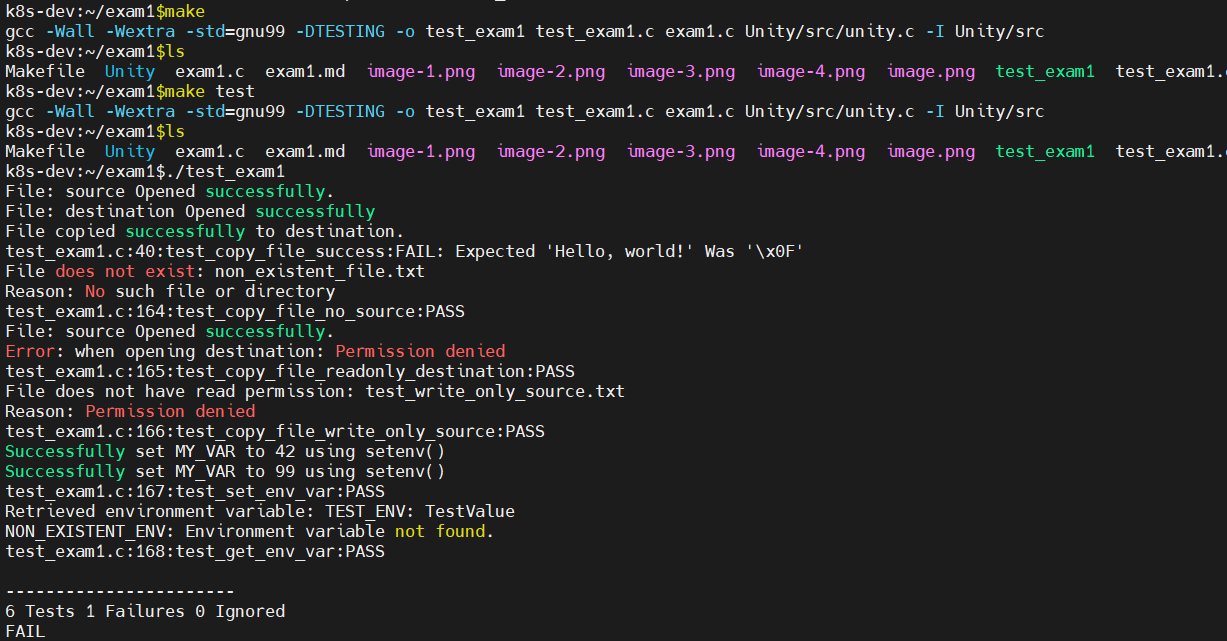 k8s-dev:~/exam1$make
gcc -Wall -Wextra -std=gnu99 -DTESTING -o test_exam1 test_exam1.c exam1.c Unity/src/unity.c -I Unity/src
k8s-dev:~/exam1$ls
Makefile Unity exam1.c exam1.md image-1.png image-2.png image-3.png image-4.png image.png test_exam1 test_exam1.
k8s-dev:~/exam1$make test
gcc -Wall -Wextra -std=gnu99 -DTESTING -o test_exam1 test_exam1.c exam1.c Unity/src/unity.c -I Unity/src
k8s-dev:~/exam1$ls
Makefile Unity exam1.c exam1.md image-1.png image-2.png image-3.png image-4.png image.png test_exam1 test_exam1.
k8s-dev:~/exam1$./test_exam1
File: source Opened successfully.
File: destination Opened successfully
File copied successfully to destination.
test_exam1.c:40:test_copy_file_success:FAIL: Expected 'Hello, world!' Was '\x0F'
File does not exist: non_existent_file.txt
Reason: No such file or directory
test_exam1.c:164:test_copy_file_no_source:PASS
File: source Opened successfully.
Error: when opening destination: Permission denied
test_exam1.c:165:test_copy_file_readonly_destination:PASS
File does not have read permission: test_write_only_source.txt
Reason: Permission denied
test_exam1.c:166:test_copy_file_write_only_source:PASS
Successfully set MY_VAR to 42 using setenv()
Successfully set MY_VAR to 99 using setenv()
test_exam1.c:167:test_set_env_var:PASS
Retrieved environment variable: TEST_ENV: TestValue
NON_EXISTENT_ENV: Environment variable not found.
test_exam1.c:168:test_get_env_var:PASS
-----------------------
6 Tests 1 Failures 0 Ignored
FAIL